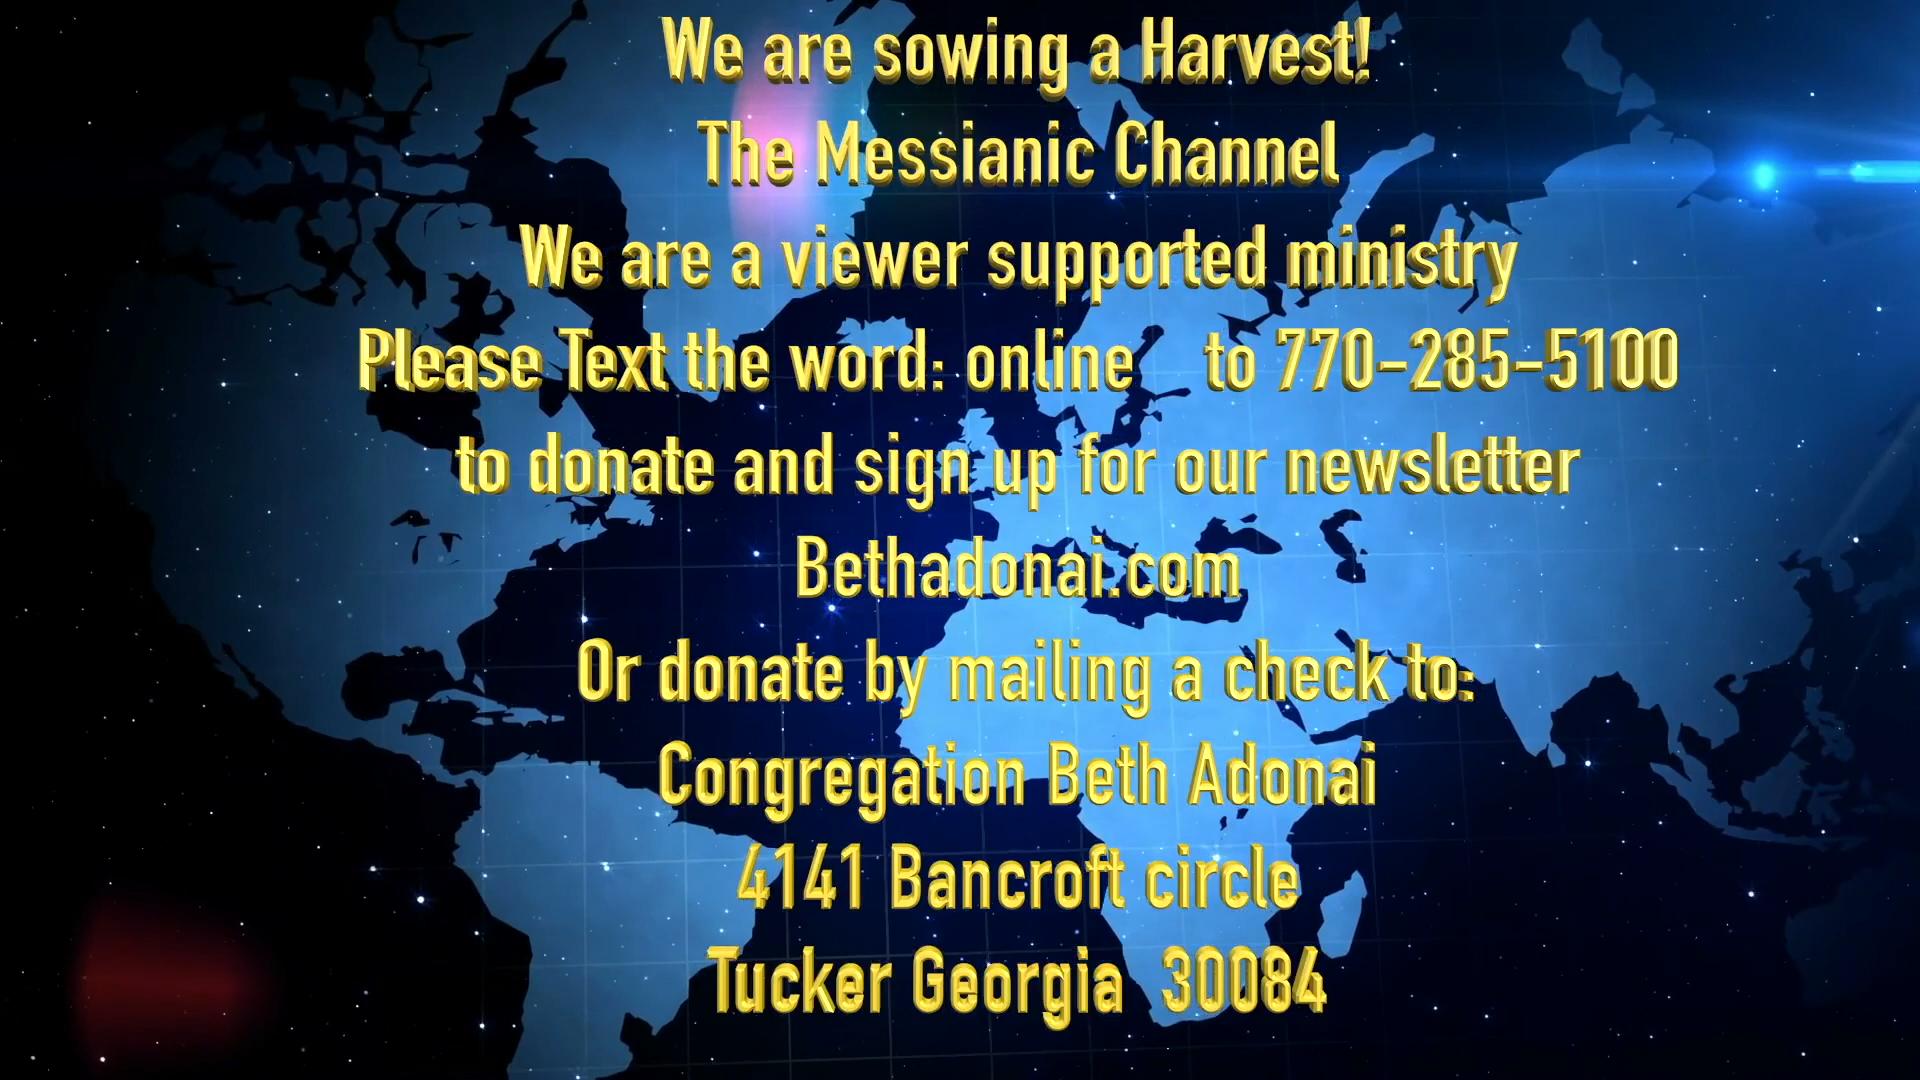 We are sowing a Harvest!
The Messianic Channel
We are a viewer supported ministry
Please Text the word: online to 770-285-5100
to donate and sign up for our newsletter
Bethadonai.com
Or donate by mailing a check to:
Congregation Beth Adonai
4141 Bancroft circle
Tucker Georgia 30084